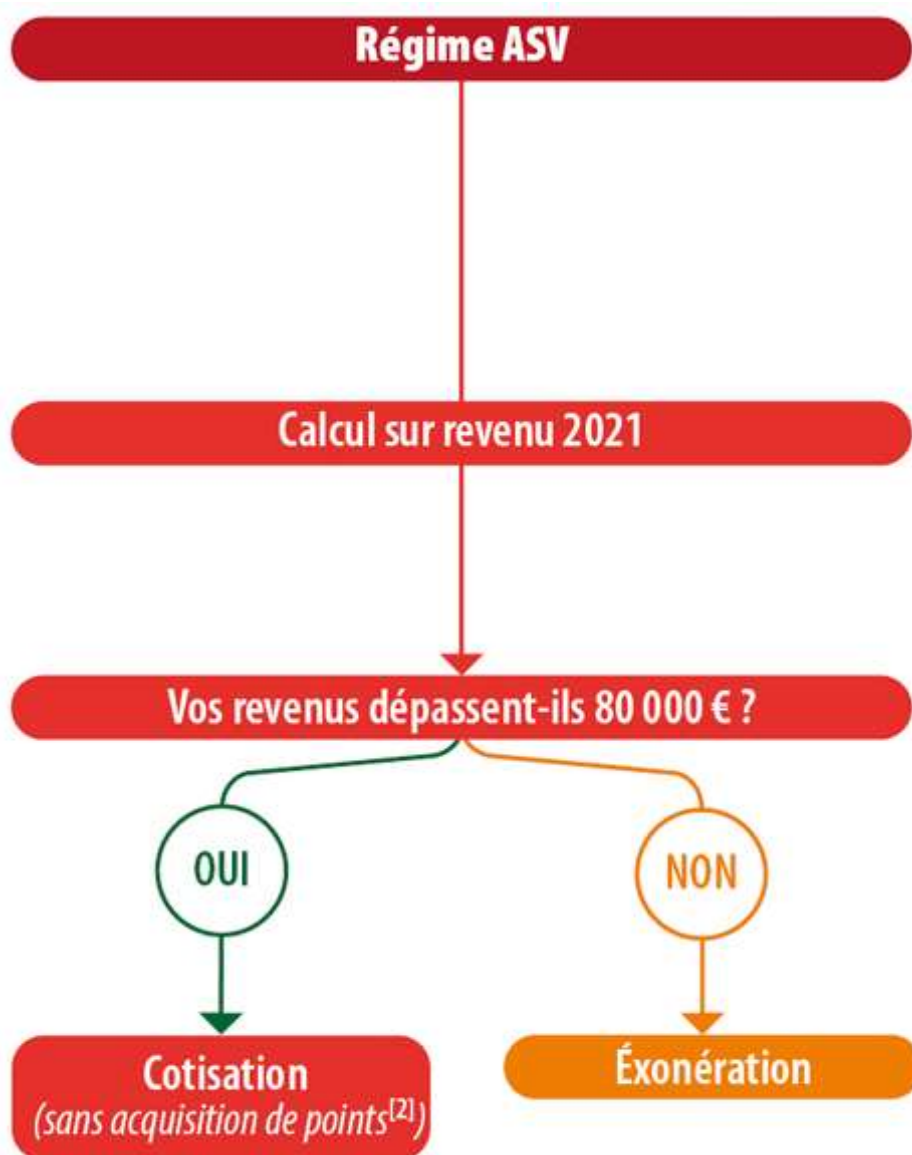 Régime ASV
Calcul sur revenu 2021
Vos revenus dépassent-ils 80 000 € ?
OUI
NON
Cotisation
(sans acquisition de points[2])
Éxonération